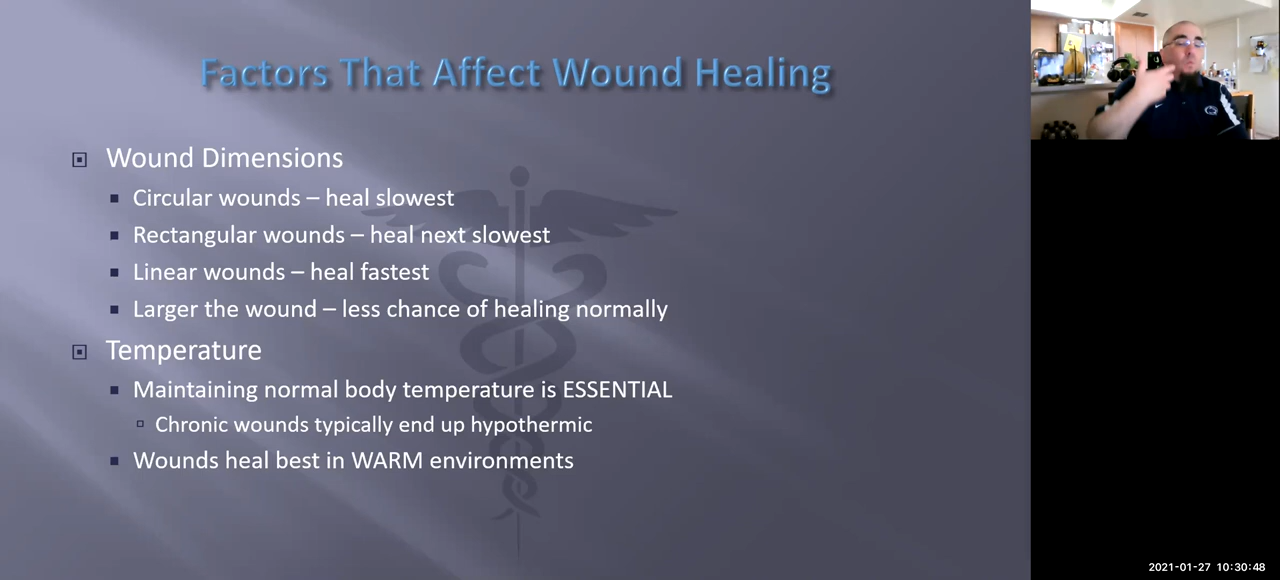 Factors That Affect Wound Healing
Wound Dimensions
Circular wounds – heal slowest
Rectangular wounds – heal next slowest
Linear wounds – heal fastest
Larger the wound – less chance of healing normally
Temperature
Maintaining normal body temperature is ESSENTIAL
Chronic wounds typically end up hypothermic
Wounds heal best in WARM environments
2021-01-27 10:30:48